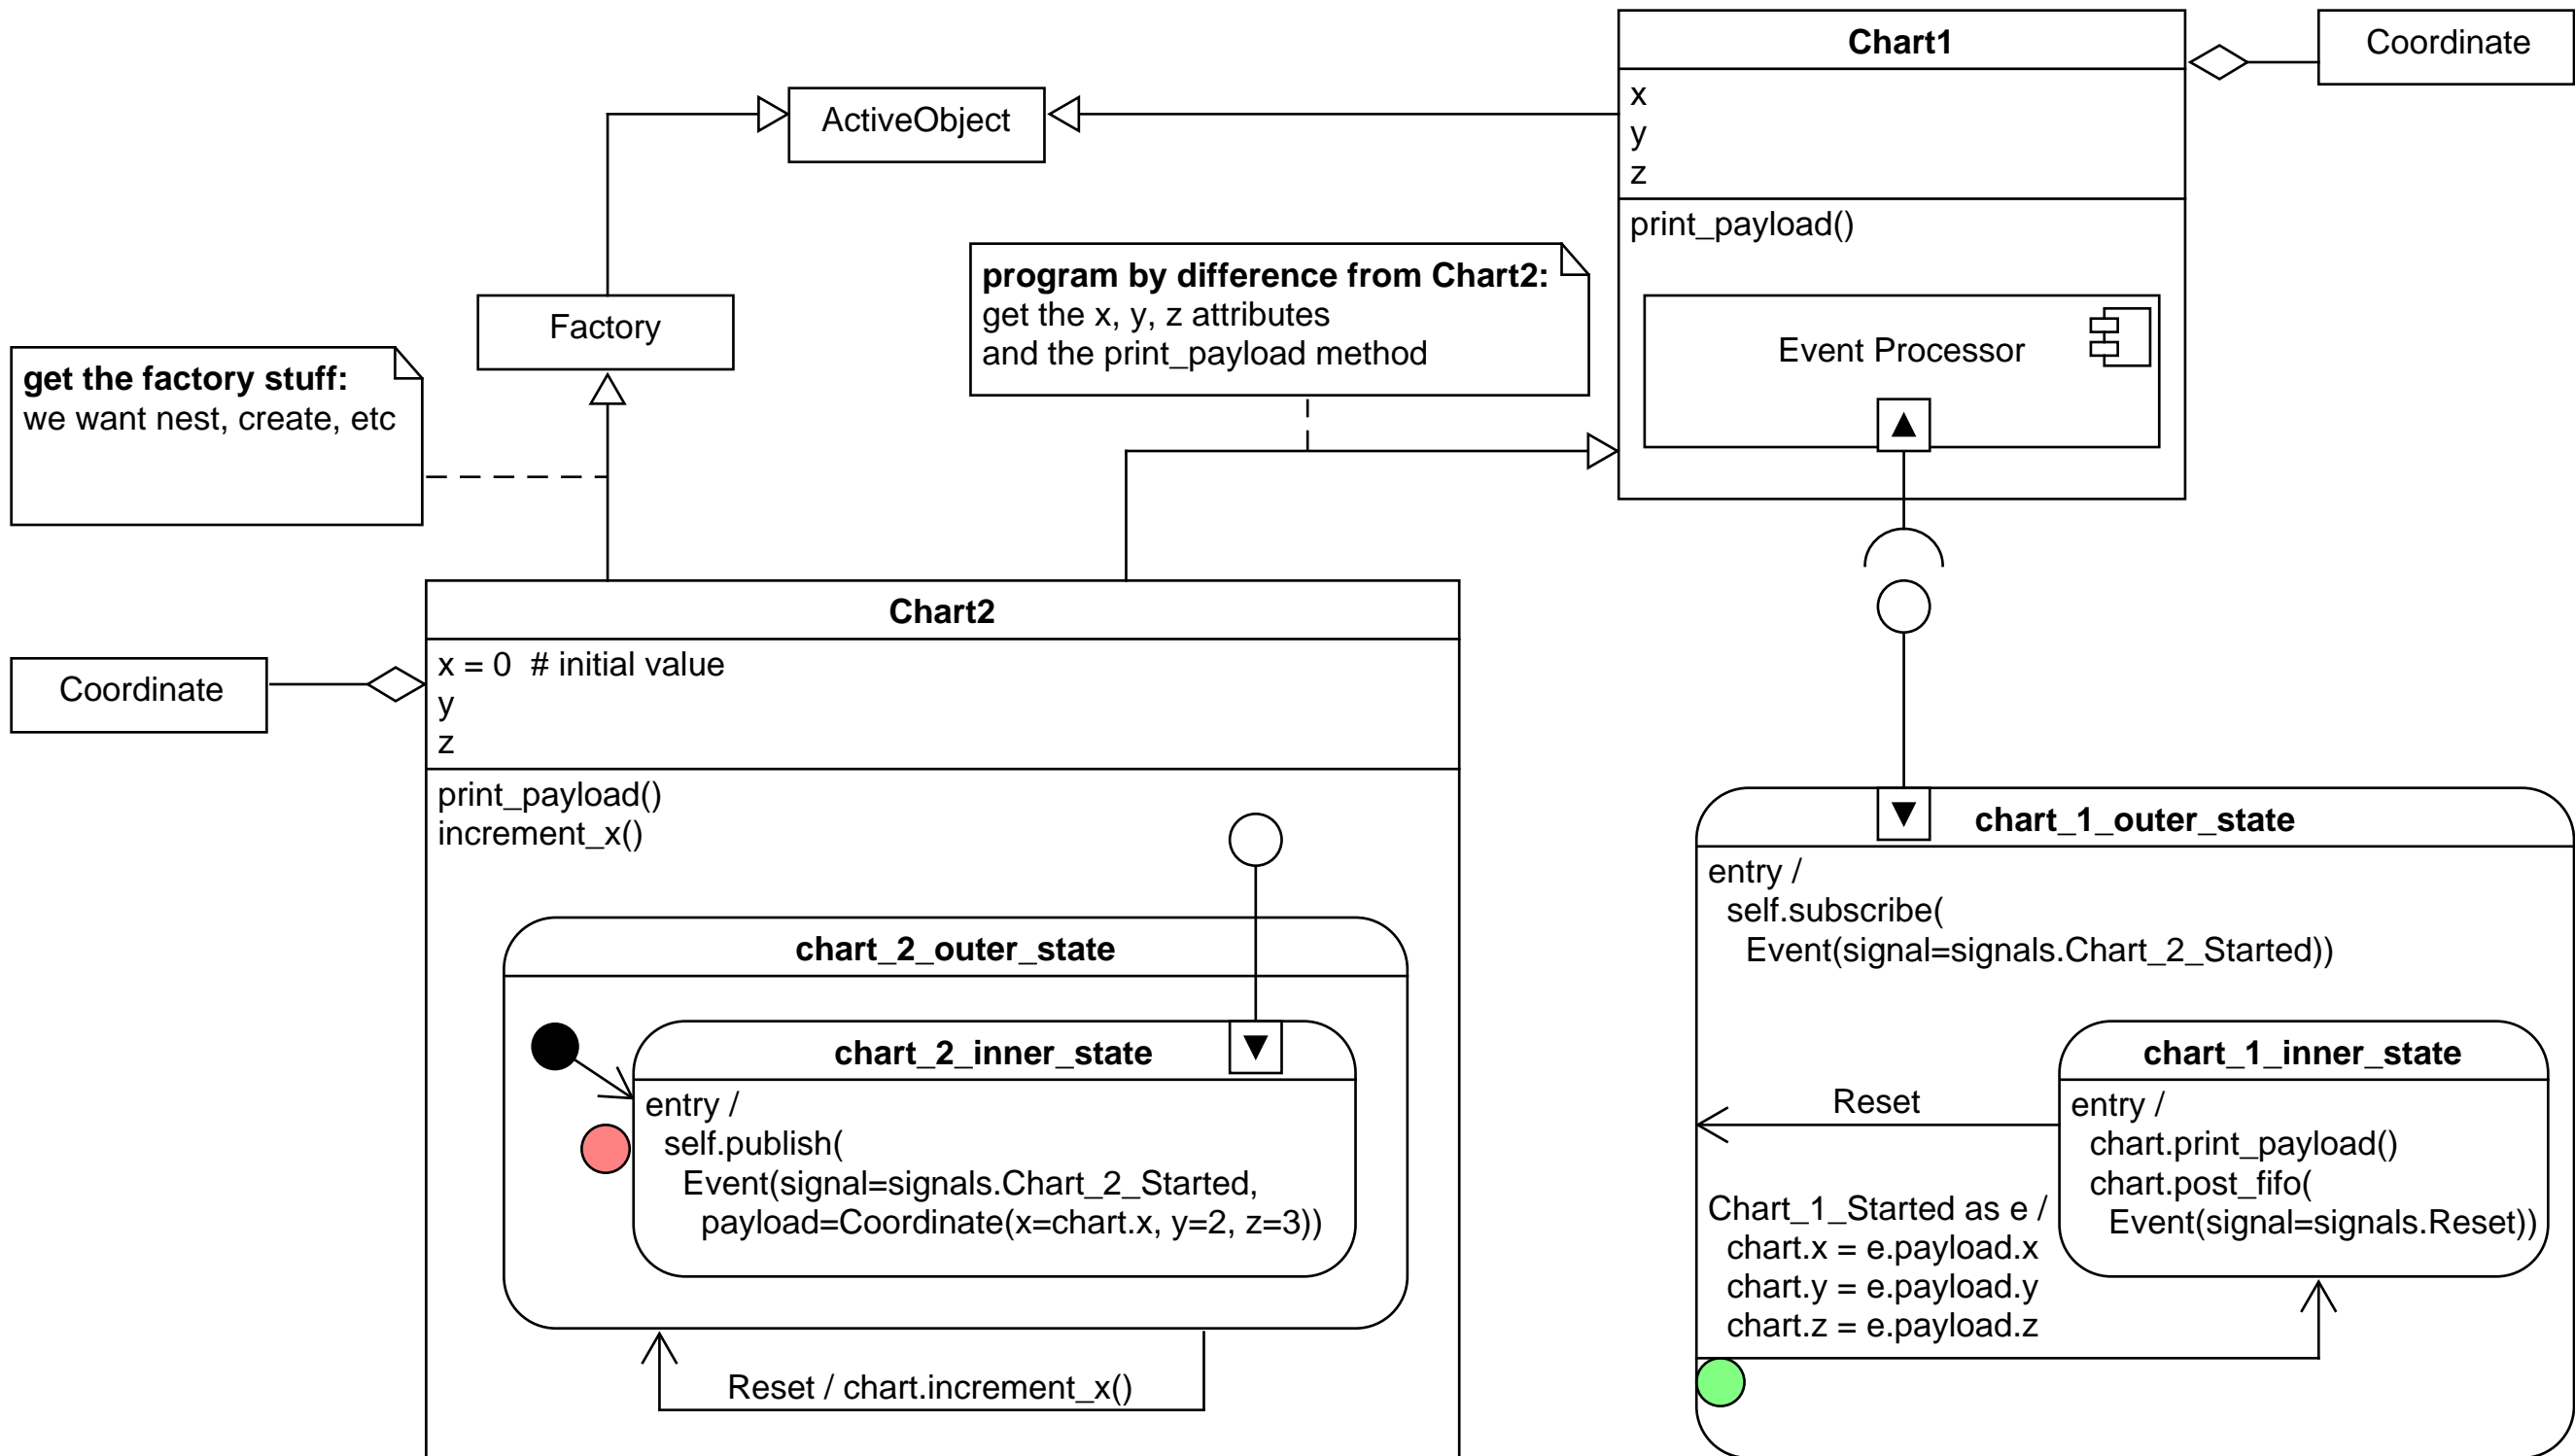 Chart1
x
y
z
print_payload()
Event Processor
Coordinate
ActiveObject
Factory
program by difference from Chart2:
get the x, y, z attributes
and the print_payload method
get the factory stuff:
we want nest, create, etc
Coordinate
Chart2
x = 0  # initial value
y
z
print_payload()
increment_x()
chart_2_outer_state
chart_2_inner_state
entry /
self.publish(
Event(signal=signals.Chart_2_Started,
payload=Coordinate(x=chart.x, y=2, z=3))
Reset / chart.increment_x()
chart_1_outer_state
entry /
self.subscribe(
Event(signal=signals.Chart_2_Started))
chart_1_inner_state
entry /
chart.print_payload()
chart.post_fifo(
Event(signal=signals.Reset))
Reset
Chart_1_Started as e /
chart.x = e.payload.x
chart.y = e.payload.y
chart.z = e.payload.z